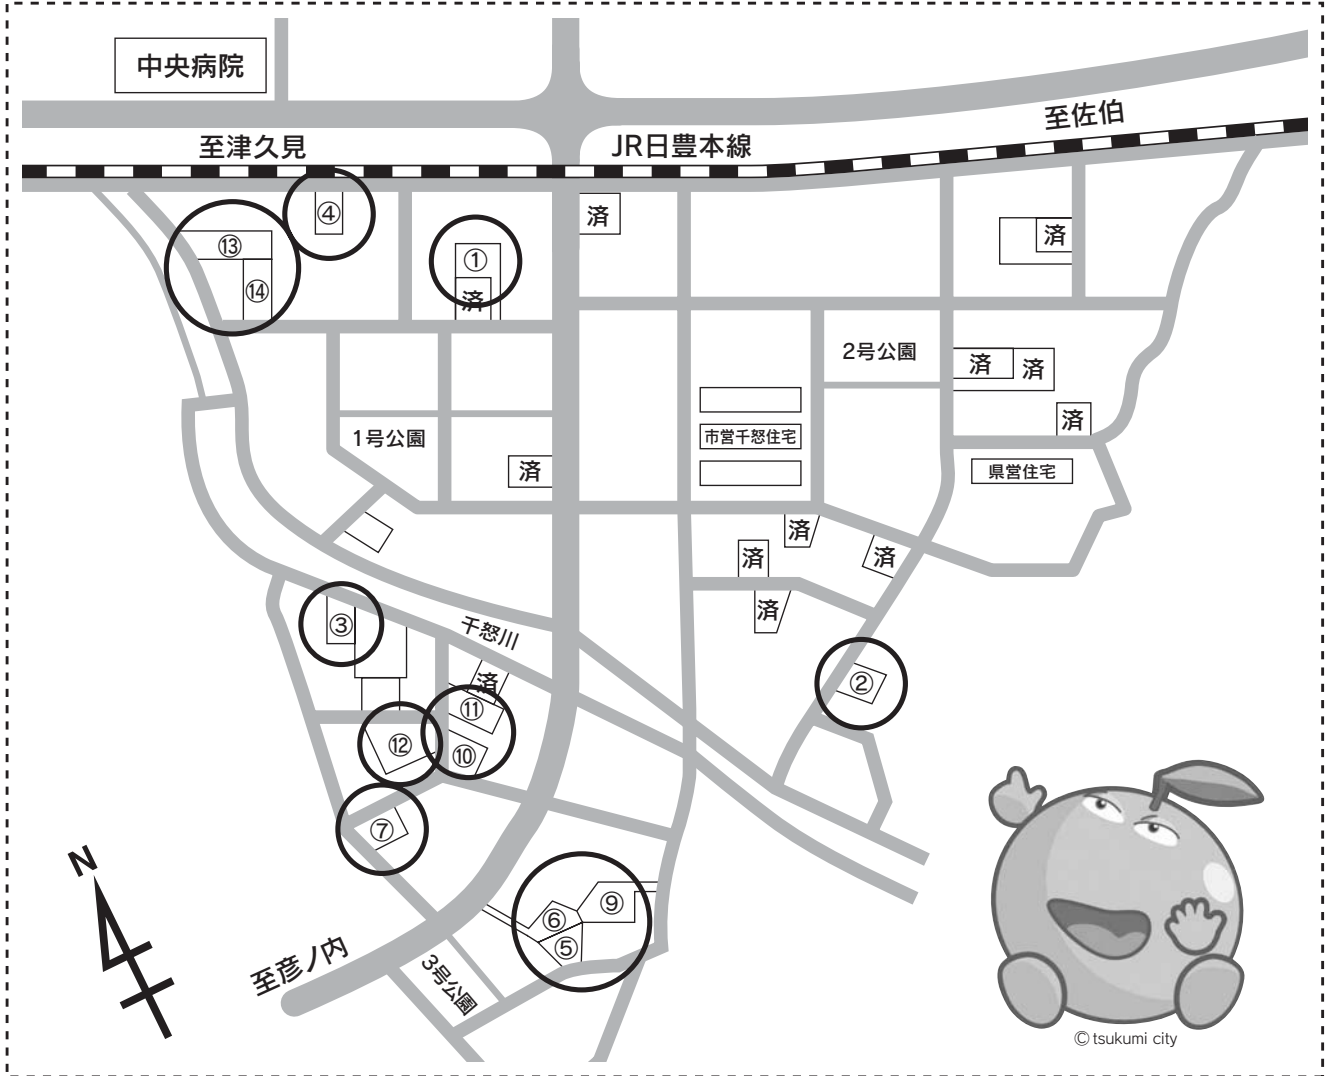 中央病院
至津久見
JR日豊本線
至佐伯
④
済
⑬
①
済
⑭
済
2号公園
済
済
済
1号公園
市営千怒住宅
済
県営住宅
済
済
済
済
③
千怒川
済
②
⑪
⑫
⑩
⑦
⑨
⑥
⑤
N
至彦ノ内
3号公園
© tsukumi city